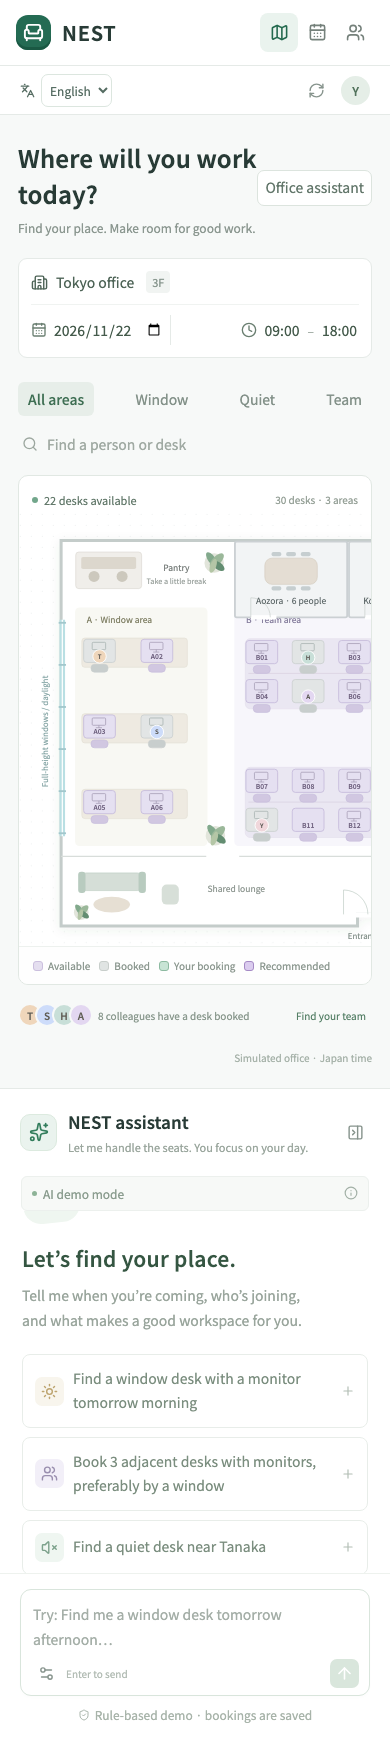 NEST
English
Y
Where will you work
today?
Office assistant
Find your place. Make room for good work.
Tokyo office 3F
2026/11/22
09:00 – 18:00
All areas
Window
Quiet
Team
Find a person or desk
22 desks available
30 desks · 3 areas
Pantry
Take a little break
Aozora · 6 people
A · Window area
B · Team area
T
A02
B01
H
B03
B04
A
B06
A03
S
Full-height windows / daylight
B07
B08
B09
A05
A06
Y
B11
B12
Shared lounge
Available
Booked
Your booking
Recommended
T S H A
8 colleagues have a desk booked
Find your team
Simulated office · Japan time
NEST assistant
Let me handle the seats. You focus on your day.
AI demo mode
Let’s find your place.
Tell me when you’re coming, who’s joining,
and what makes a good workspace for you.
Find a window desk with a monitor
tomorrow morning
Book 3 adjacent desks with monitors,
preferably by a window
Find a quiet desk near Tanaka
Try: Find me a window desk tomorrow
afternoon…
Enter to send
Rule-based demo · bookings are saved